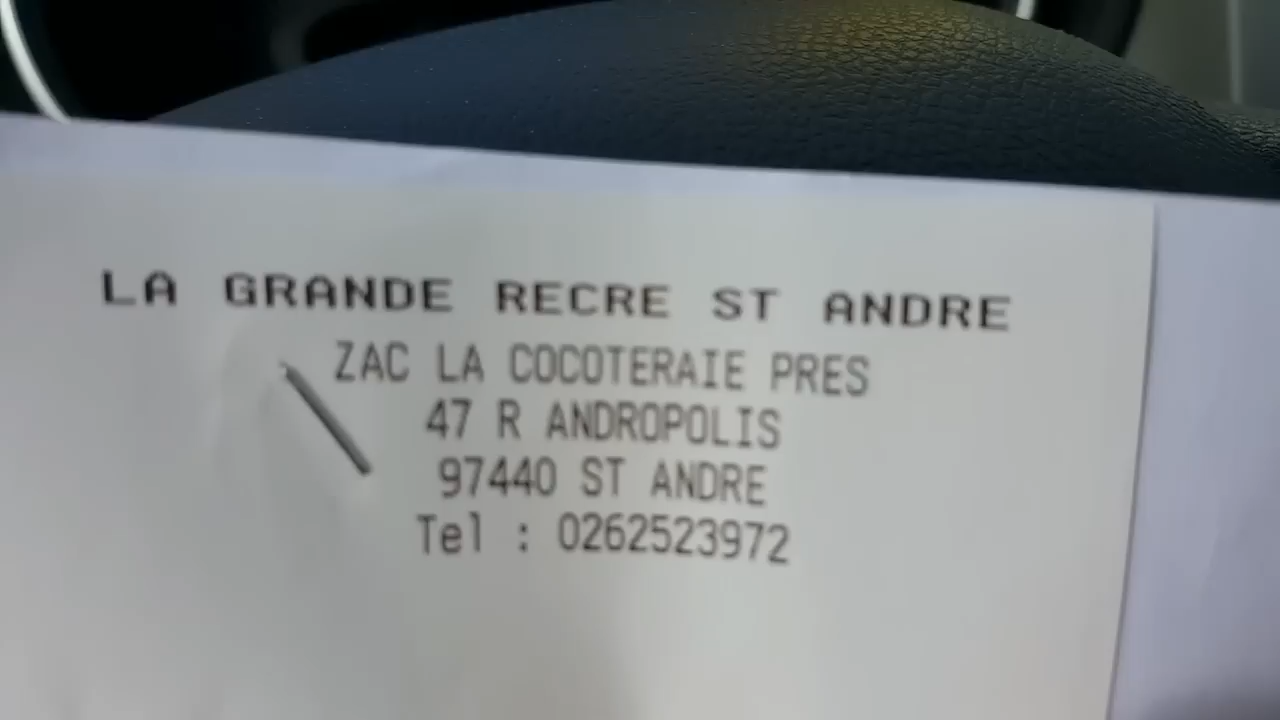 LA GRANDE RECRE ST ANDRE
ZAC LA COCOTERAIE PRES
47 R ANDROPOLIS
97440 ST ANDRE
Tel : 0262523972